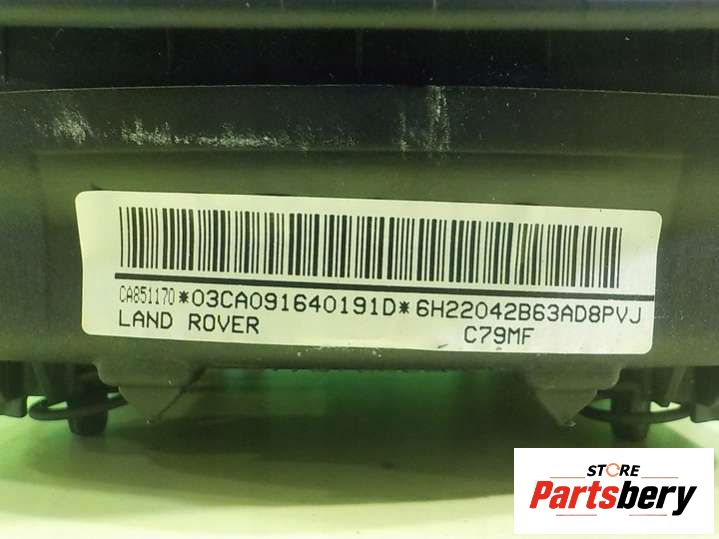 CA851170*03CA091640191D*6H22042B63AD8PVJ
LAND ROVER C79MF
STORE
Partsbery